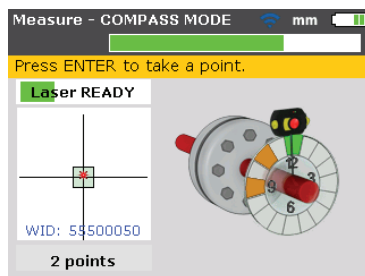 Measure - COMPASS MODE mm
Press ENTER to take a point.
Laser READY
12
3
9
6
WID: 55500050
2 points